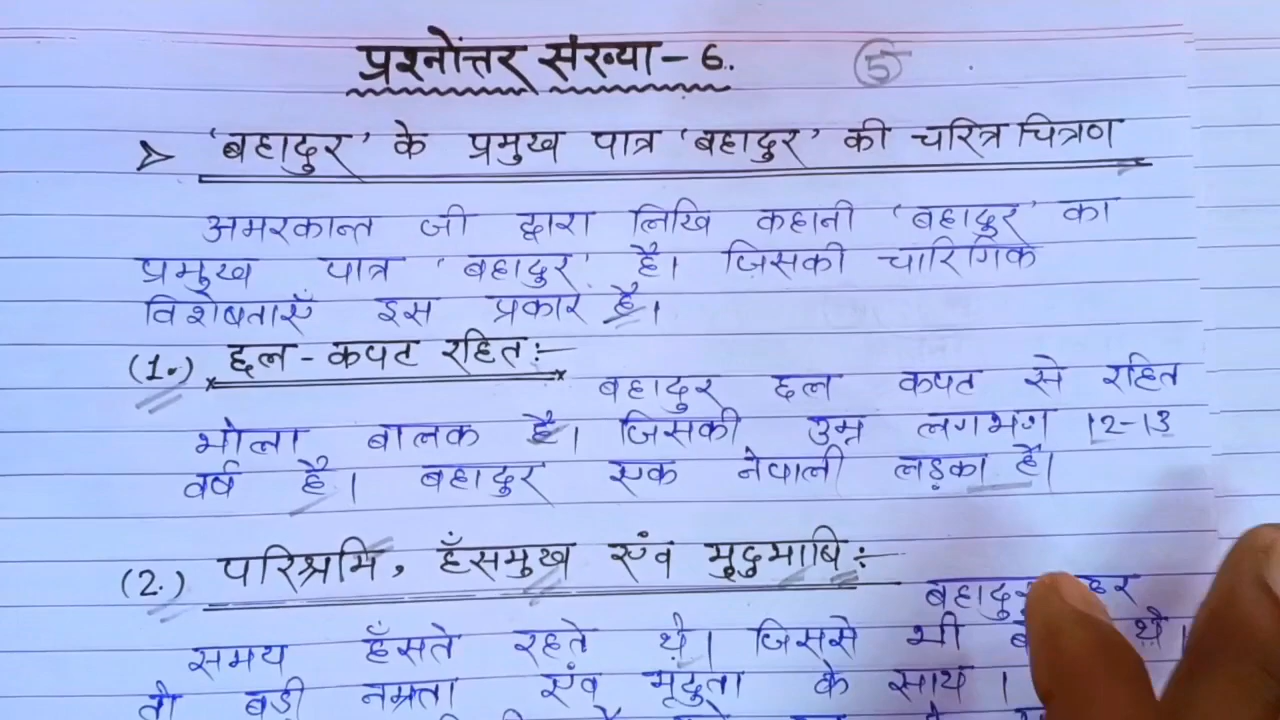 प्रश्नोंत्तर संख्या - 6.
5
'बहादुर' के प्रमुख पात्र 'बहादुर' की चरित्र चित्रण
अमरकान्त जी द्वारा लिखि कहानी 'बहादुर' का
प्रमुख पात्र 'बहादुर' है। जिसकी चारिगिक
विशेषताएँ इस प्रकार है।
(1.) छल - कपट रहित :-
बहादुर छल कपट से रहित
भोला बालक है। जिसकी उम्र लगभग 12-13
वर्ष है। बहादुर एक नेपाली लड़का है।
(2.) परिश्रमि, हँसमुख एंव मृदुभाषि :-
बहादुर
समय हँसते रहते थे। जिससे भी थे।
तो बड़ी नम्रता एंव मृदुता के साथ।